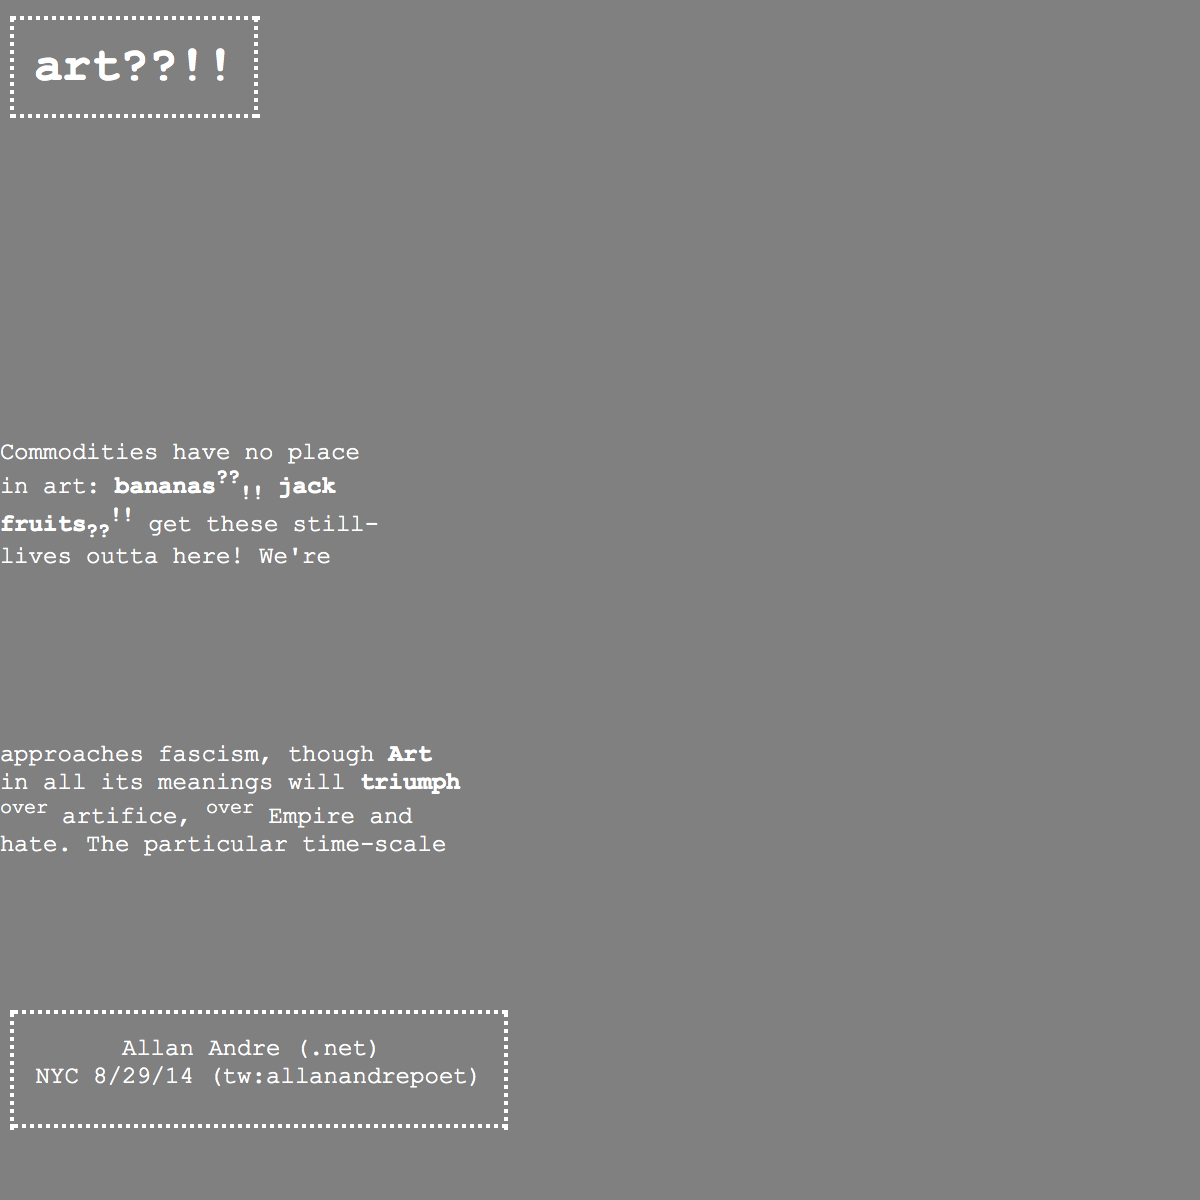 art??!!
Commodities have no place
in art: bananas??!! jack
fruits??!! get these still-
lives outta here! We're
approaches fascism, though Art
in all its meanings will triumph
over artifice, over Empire and
hate. The particular time-scale
Allan Andre (.net)
NYC 8/29/14 (tw:allanandrepoet)